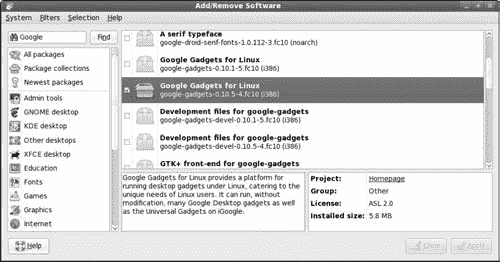 Add/Remove Software
System Filters Selection Help
Google Find
All packages
Package collections
Newest packages
Admin tools
GNOME desktop
KDE desktop
Other desktops
XFCE desktop
Education
Fonts
Games
Graphics
Internet
A serif typeface
google-droid-serif-fonts-1.0.112-3.fc10 (noarch)
Google Gadgets for Linux
google-gadgets-0.10.1-5.fc10 (i386)
Google Gadgets for Linux
google-gadgets-0.10.5-4.fc10 (i386)
Development files for google-gadgets
google-gadgets-devel-0.10.1-5.fc10 (i386)
Development files for google-gadgets
google-gadgets-devel-0.10.5-4.fc10 (i386)
GTK+ front-end for google-gadgets
Google Gadgets for Linux provides a platform for
running desktop gadgets under Linux, catering to the
unique needs of Linux users. It can run, without
modification, many Google Desktop gadgets as well
as the Universal Gadgets on iGoogle.
Project: Homepage
Group: Other
License: ASL 2.0
Installed size: 5.8 MB
Help
Clear Apply